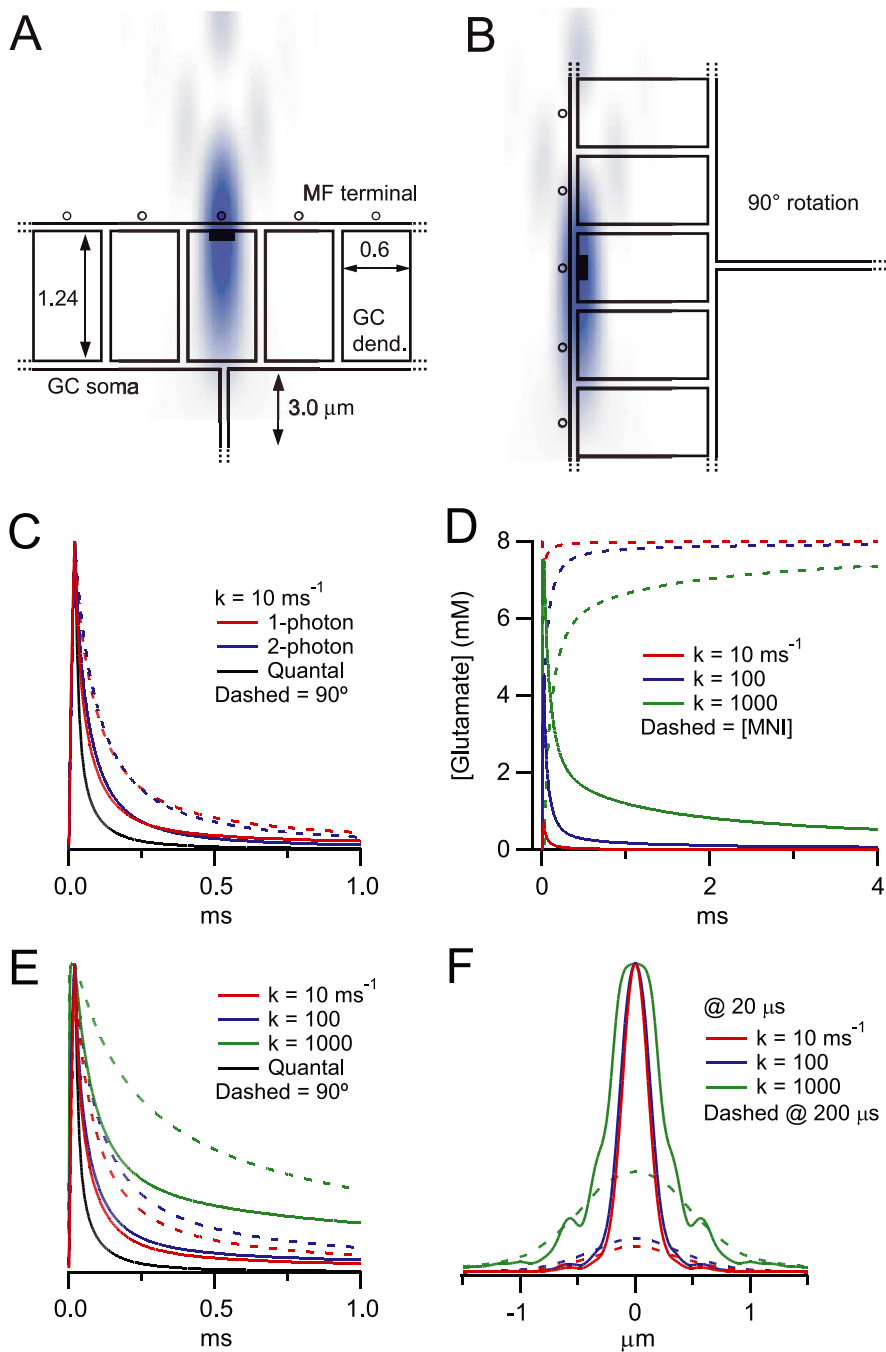 A
MF terminal
1.24
0.6
GC
dend.
GC soma
3.0 μm
B
90° rotation
C
k = 10 ms⁻¹
1-photon
2-photon
Quantal
Dashed = 90º
0.0
0.5
1.0
ms
D
[Glutamate] (mM)
8
6
4
2
0
k = 10 ms⁻¹
k = 100
k = 1000
Dashed = [MNI]
0
2
4
ms
E
k = 10 ms⁻¹
k = 100
k = 1000
Quantal
Dashed = 90º
0.0
0.5
1.0
ms
F
@ 20 μs
k = 10 ms⁻¹
k = 100
k = 1000
Dashed @ 200 μs
-1
0
1
μm